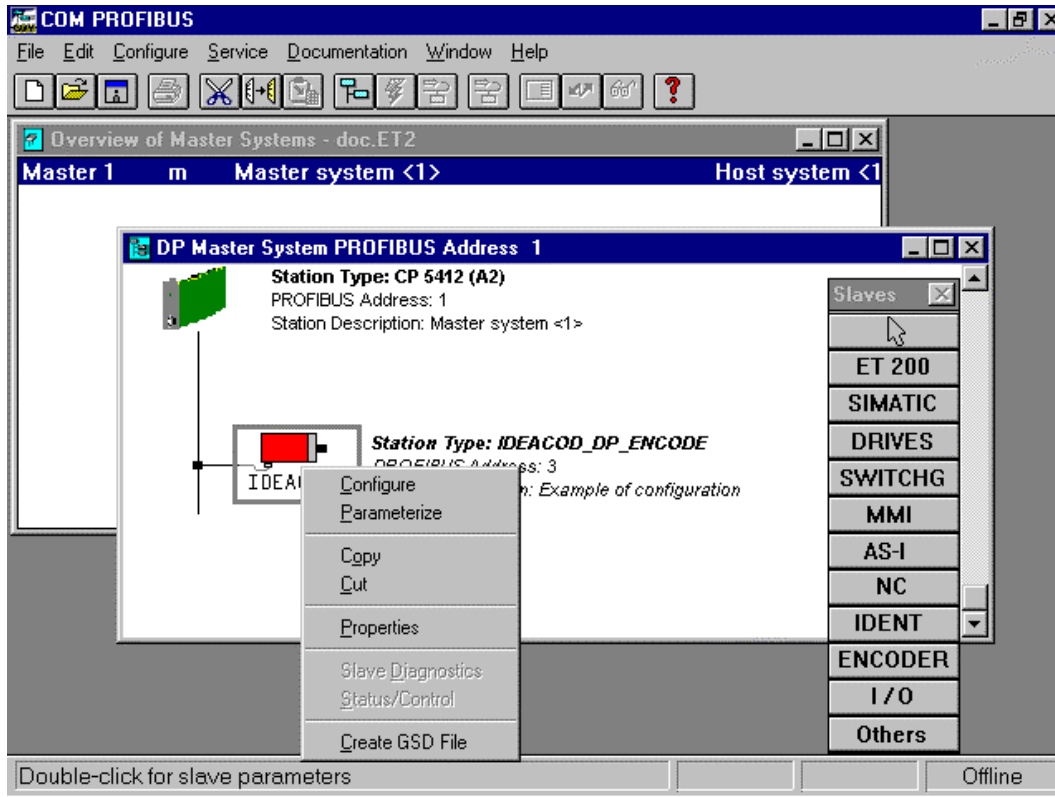 COM PROFIBUS
File Edit Configure Service Documentation Window Help
Overview of Master Systems - doc.ET2
Master 1 m Master system <1> Host system <1
DP Master System PROFIBUS Address 1
Station Type: CP 5412 (A2)
PROFIBUS Address: 1
Station Description: Master system <1>
Station Type: IDEACOD_DP_ENCODE
PROFIBUS Address: 3
n: Example of configuration
IDEA
Configure
Parameterize
Copy
Cut
Properties
Slave Diagnostics
Status/Control
Create GSD File
Slaves
ET 200
SIMATIC
DRIVES
SWITCHG
MMI
AS-I
NC
IDENT
ENCODER
I/O
Others
Double-click for slave parameters Offline